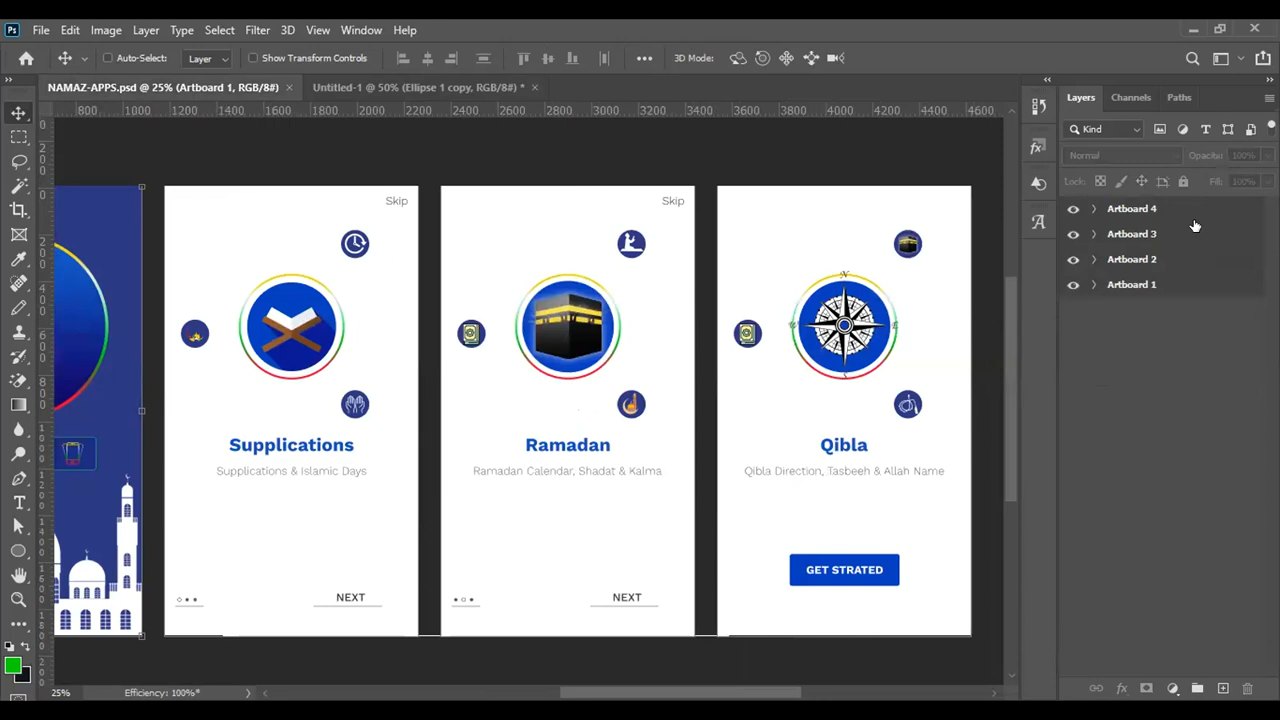 Ps File Edit Image Layer Type Select Filter 3D View Window Help
Auto-Select: Layer Show Transform Controls 3D Mode:
NAMAZ-APPS.psd @ 25% (Artboard 1, RGB/8#) × Untitled-1 @ 50% (Ellipse 1 copy, RGB/8#) * ×
800 1000 1200 1400 1600 1800 2000 2200 2400 2600 2800 3000 3200 3400 3600 3800 4000 4200 4400 4600
Layers Channels Paths
Kind
Normal Opacity: 100%
Lock: Fill: 100%
Artboard 4
Artboard 3
Artboard 2
Artboard 1
Skip
Skip
N
S
Supplications
Supplications & Islamic Days
Ramadan
Ramadan Calendar, Shadat & Kalma
Qibla
Qibla Direction, Tasbeeh & Allah Name
GET STRATED
NEXT
NEXT
25% Efficiency: 100%*